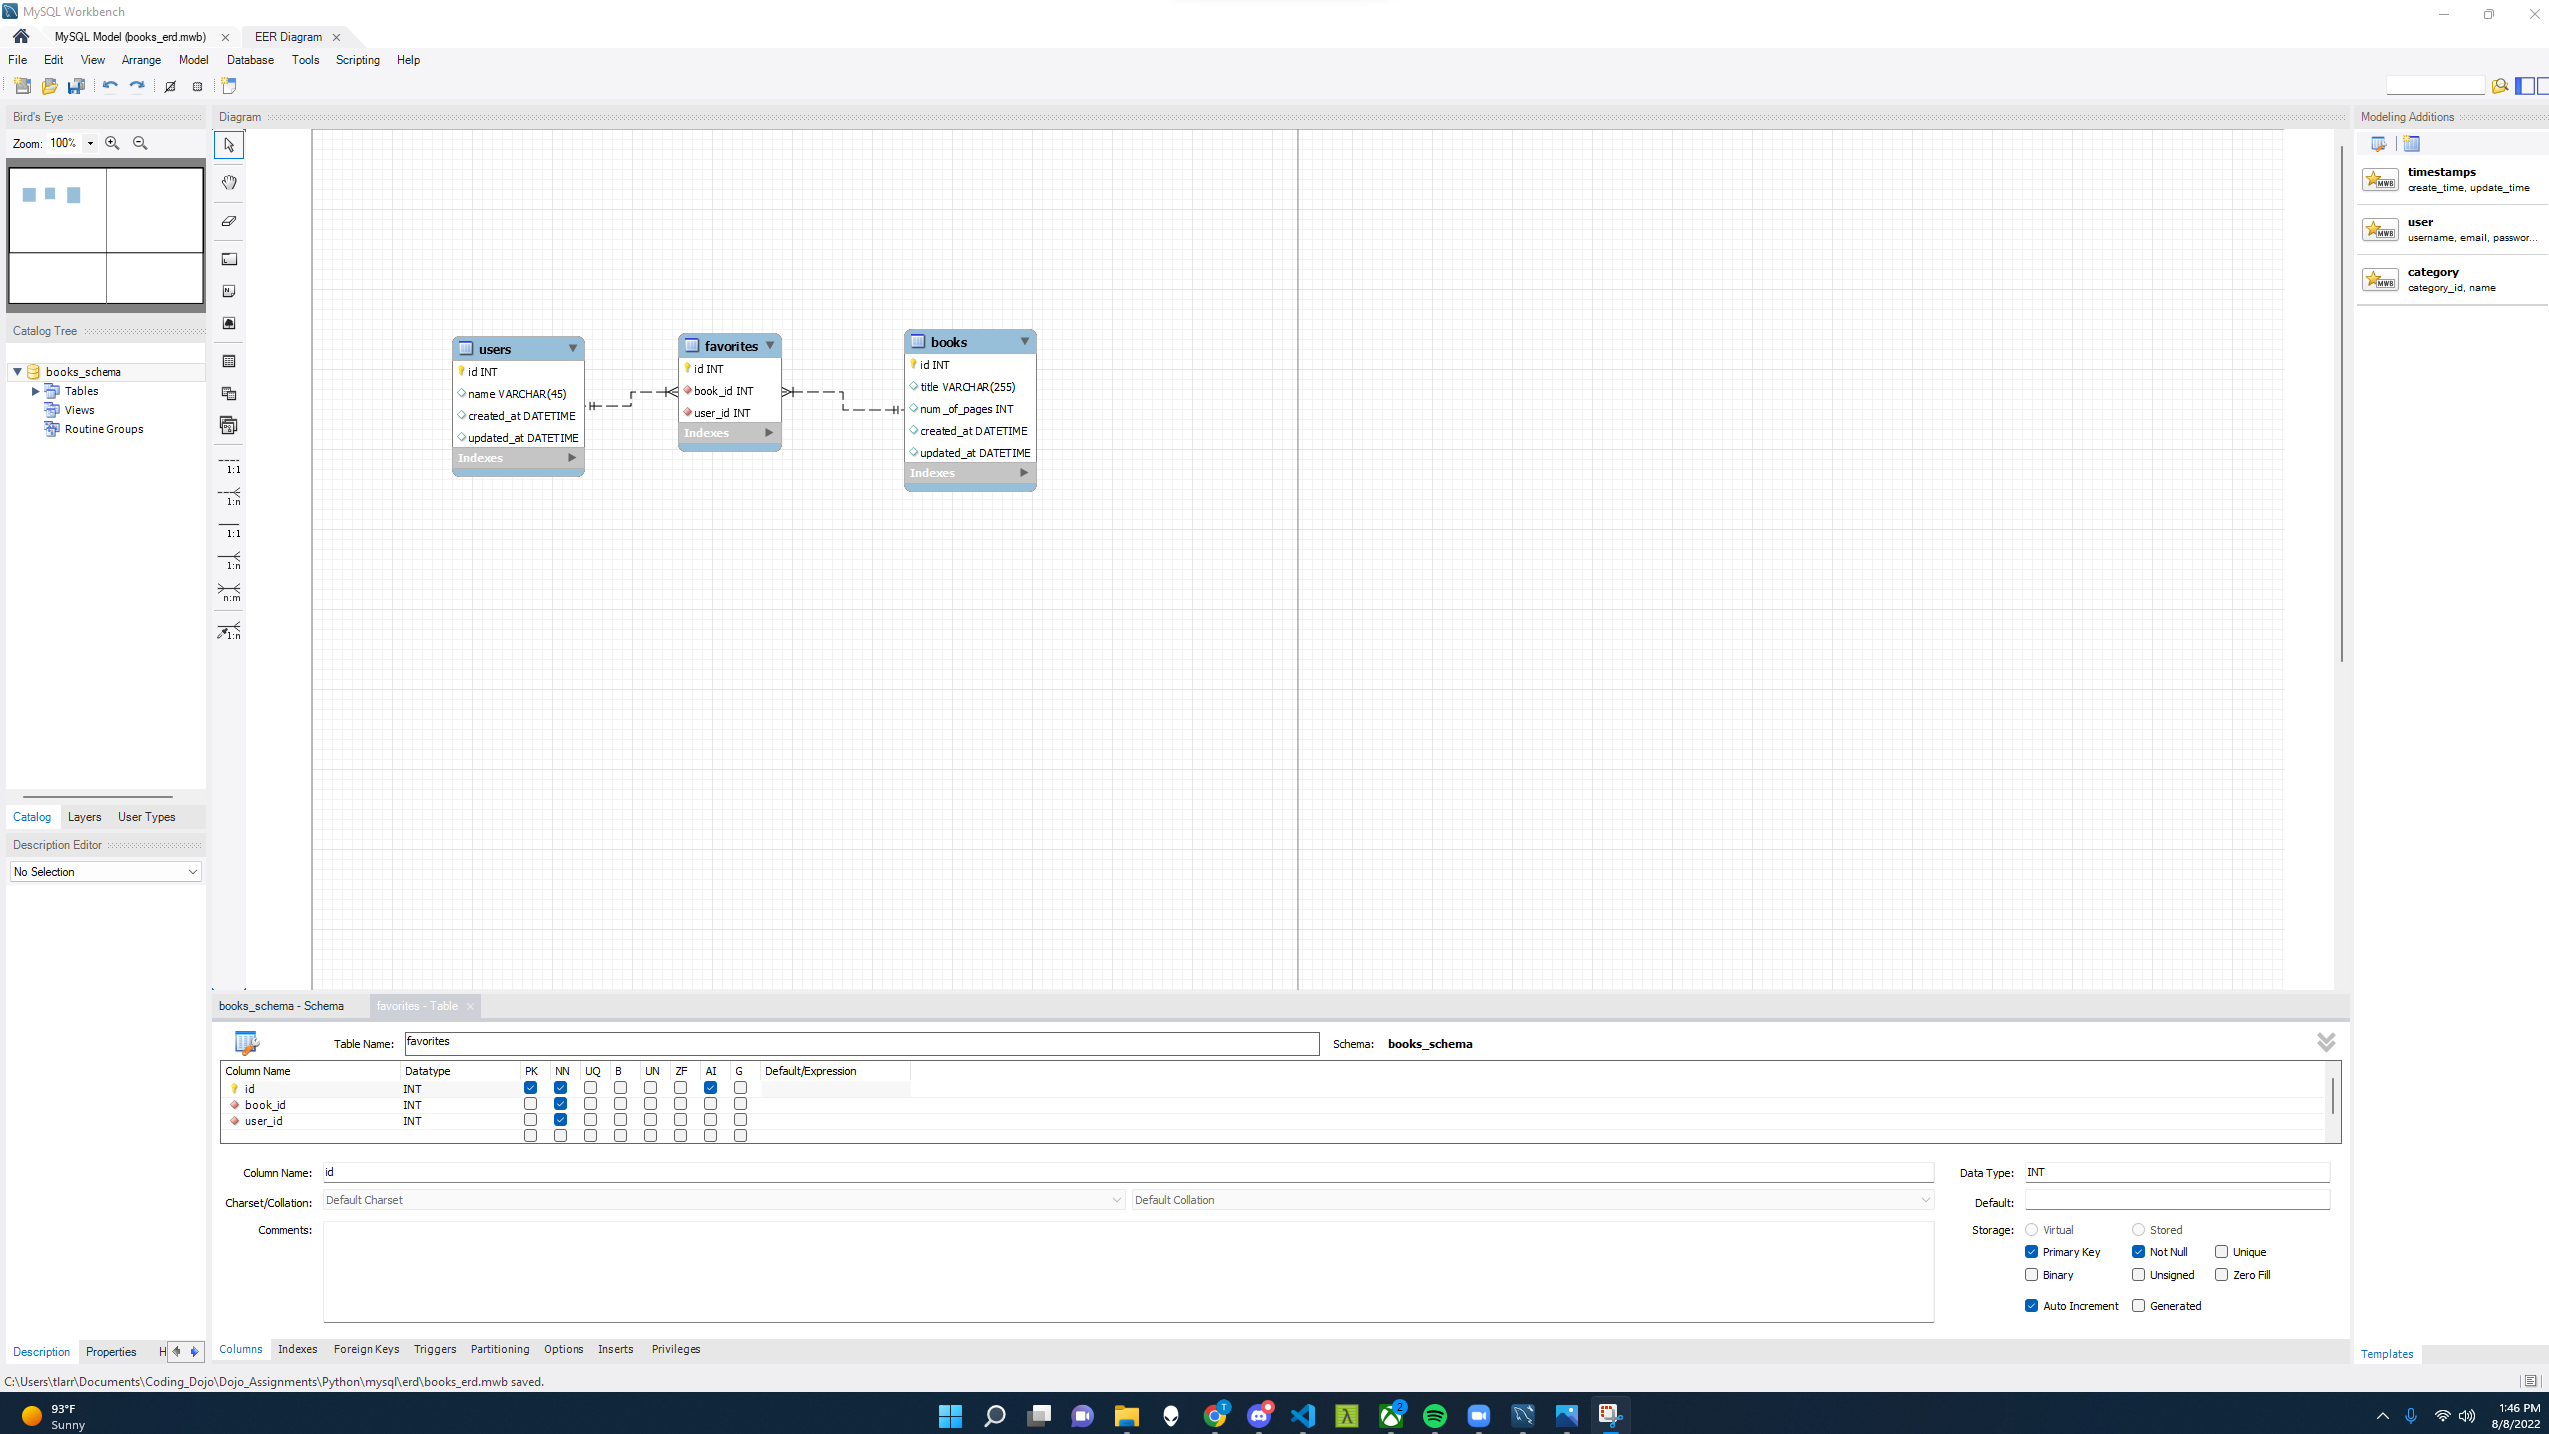 MySQL Workbench
MySQL Model (books_erd.mwb)
EER Diagram
File Edit View Arrange Model Database Tools Scripting Help
Bird's Eye
Diagram
Modeling Additions
Zoom: 100%
timestamps
create_time, update_time
user
username, email, passwor...
category
category_id, name
Catalog Tree
books_schema
Tables
Views
Routine Groups
1:1
1:n
1:1
1:n
n:m
1:n
users
id INT
name VARCHAR(45)
created_at DATETIME
updated_at DATETIME
Indexes
favorites
id INT
book_id INT
user_id INT
Indexes
books
id INT
title VARCHAR(255)
num_of_pages INT
created_at DATETIME
updated_at DATETIME
Indexes
Catalog Layers User Types
Description Editor
No Selection
Description Properties H
books_schema - Schema
favorites - Table
Table Name: favorites
Schema: books_schema
Column Name Datatype PK NN UQ B UN ZF AI G Default/Expression
id INT
book_id INT
user_id INT
Column Name: id
Data Type: INT
Charset/Collation: Default Charset Default Collation
Default:
Comments:
Storage: Virtual Stored
Primary Key Not Null Unique
Binary Unsigned Zero Fill
Auto Increment Generated
Columns Indexes Foreign Keys Triggers Partitioning Options Inserts Privileges
Templates
C:\Users\tlarr\Documents\Coding_Dojo\Dojo_Assignments\Python\mysql\erd\books_erd.mwb saved.
93°F
Sunny
T
2
1:46 PM
8/8/2022